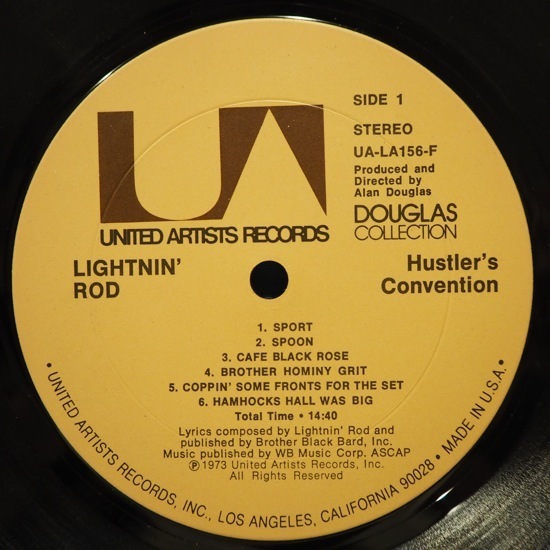 UA
UNITED ARTISTS RECORDS
SIDE 1
STEREO
UA-LA156-F
Produced and
Directed by
Alan Douglas
DOUGLAS
COLLECTION
LIGHTNIN'
ROD
Hustler's
Convention
1. SPORT
2. SPOON
3. CAFE BLACK ROSE
4. BROTHER HOMINY GRIT
5. COPPIN' SOME FRONTS FOR THE SET
6. HAMHOCKS HALL WAS BIG
Total Time • 14:40
Lyrics composed by Lightnin' Rod and
published by Brother Black Bard, Inc.
Music published by WB Music Corp. ASCAP
℗ 1973 United Artists Records, Inc.
All Rights Reserved
• UNITED ARTISTS RECORDS, INC., LOS ANGELES, CALIFORNIA 90028 • MADE IN U.S.A. •